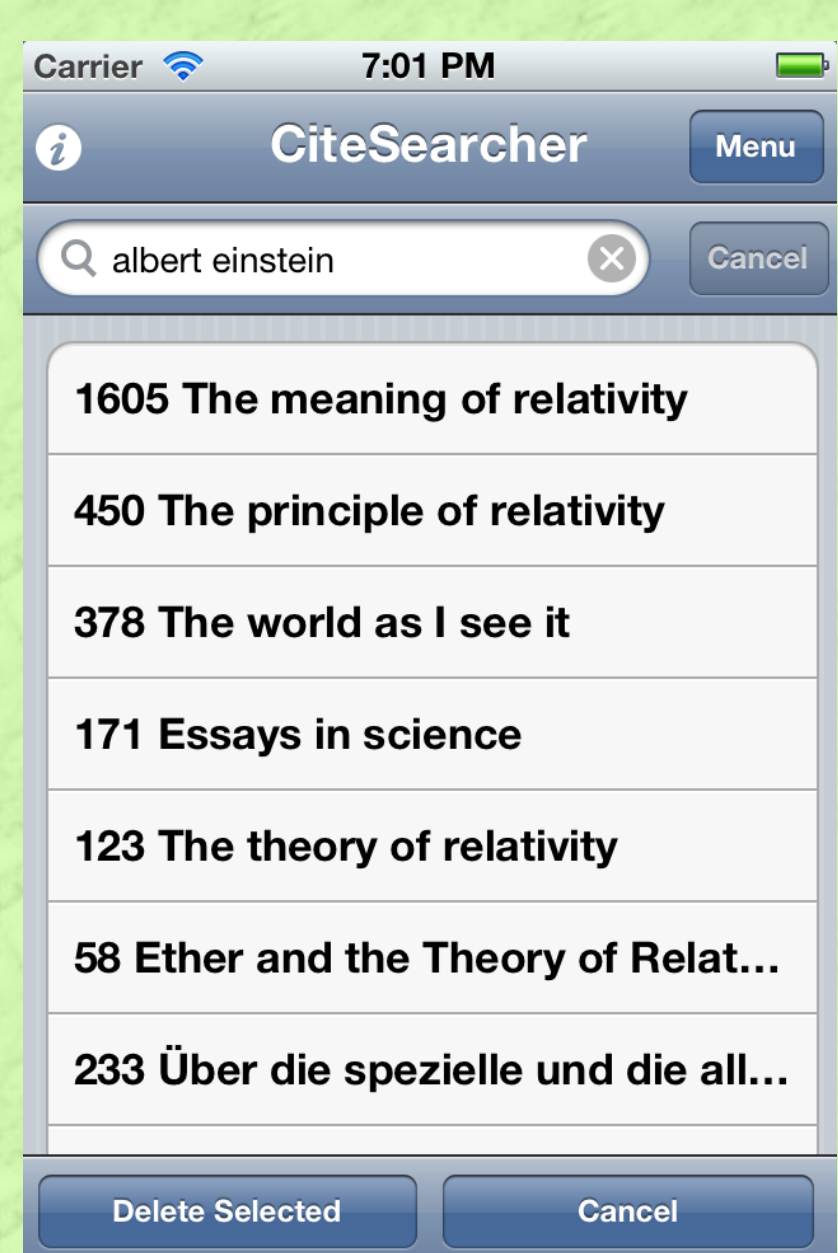 Carrier 7:01 PM
CiteSearcher Menu
albert einstein Cancel
1605 The meaning of relativity
450 The principle of relativity
378 The world as I see it
171 Essays in science
123 The theory of relativity
58 Ether and the Theory of Relat...
233 Über die spezielle und die all...
Delete Selected Cancel